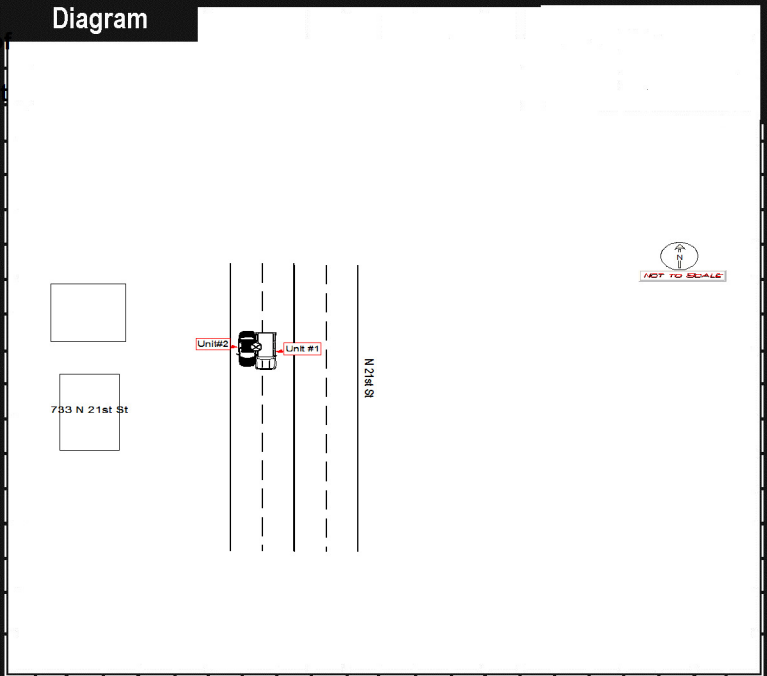 Diagram
N
NOT TO SCALE
Unit#2
Unit #1
N 21st St
733 N 21st St